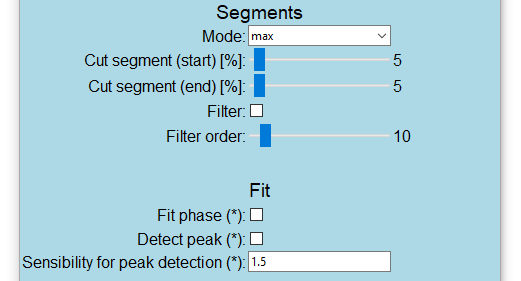 Segments
Mode: max
Cut segment (start) [%]: 5
Cut segment (end) [%]: 5
Filter:
Filter order: 10
Fit
Fit phase (*):
Detect peak (*):
Sensibility for peak detection (*): 1.5